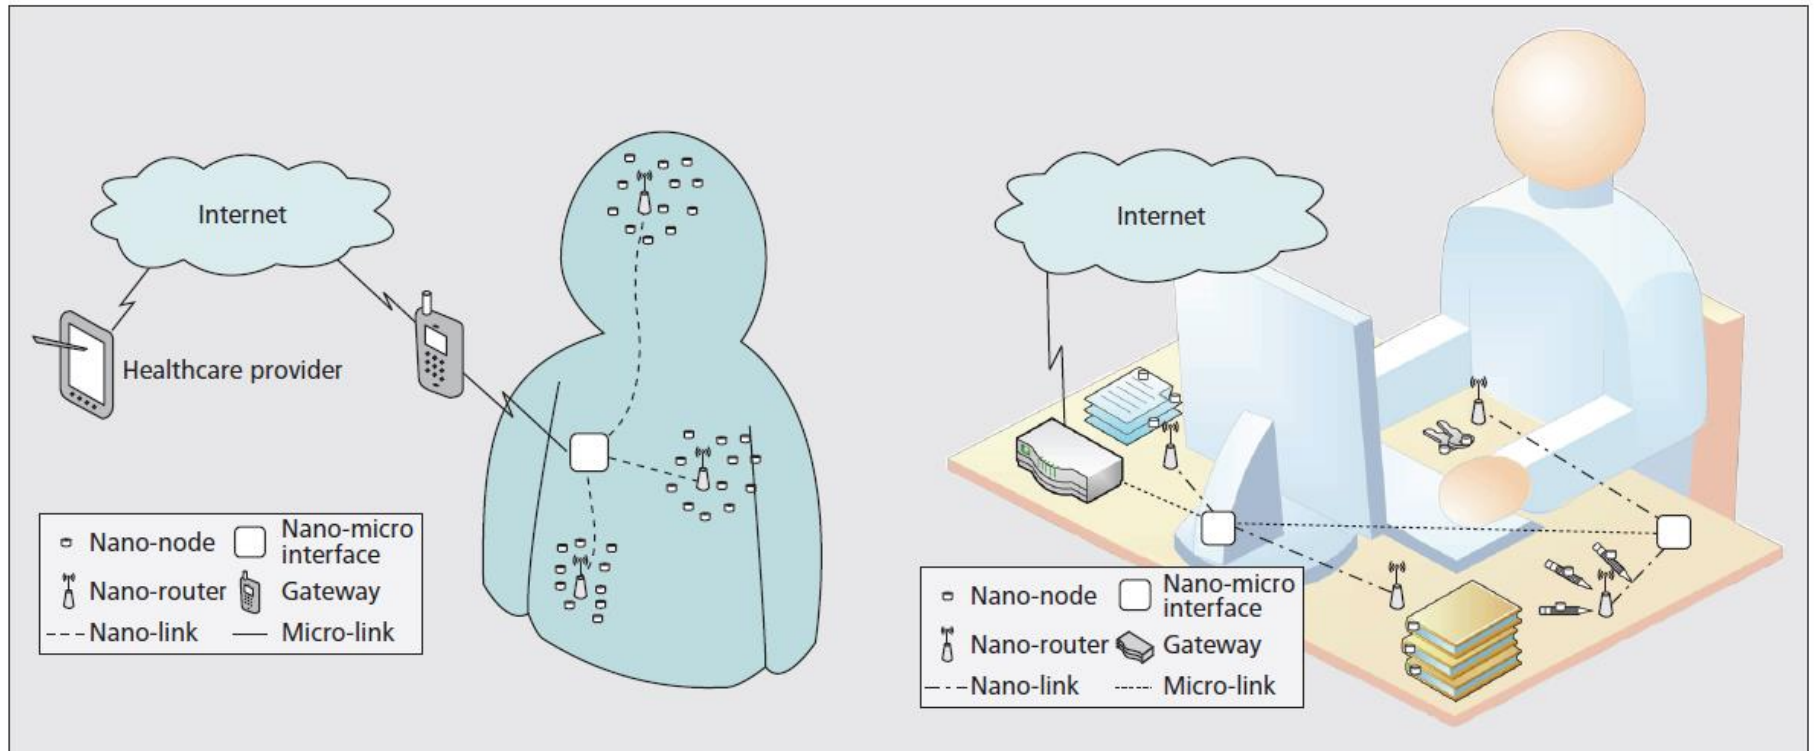 Internet
Healthcare provider
Nano-node
Nano-micro
interface
Nano-router
Gateway
Nano-link
Micro-link
Internet
Nano-node
Nano-micro
interface
Nano-router
Gateway
Nano-link
Micro-link